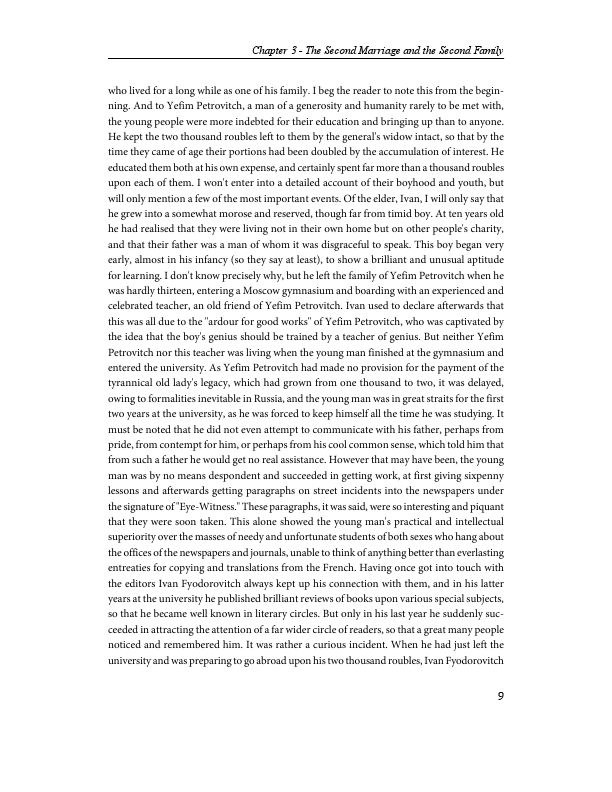 Chapter 3 - The Second Marriage and the Second Family
who lived for a long while as one of his family. I beg the reader to note this from the begin-
ning. And to Yefim Petrovitch, a man of a generosity and humanity rarely to be met with,
the young people were more indebted for their education and bringing up than to anyone.
He kept the two thousand roubles left to them by the general's widow intact, so that by the
time they came of age their portions had been doubled by the accumulation of interest. He
educated them both at his own expense, and certainly spent far more than a thousand roubles
upon each of them. I won't enter into a detailed account of their boyhood and youth, but
will only mention a few of the most important events. Of the elder, Ivan, I will only say that
he grew into a somewhat morose and reserved, though far from timid boy. At ten years old
he had realised that they were living not in their own home but on other people's charity,
and that their father was a man of whom it was disgraceful to speak. This boy began very
early, almost in his infancy (so they say at least), to show a brilliant and unusual aptitude
for learning. I don't know precisely why, but he left the family of Yefim Petrovitch when he
was hardly thirteen, entering a Moscow gymnasium and boarding with an experienced and
celebrated teacher, an old friend of Yefim Petrovitch. Ivan used to declare afterwards that
this was all due to the "ardour for good works" of Yefim Petrovitch, who was captivated by
the idea that the boy's genius should be trained by a teacher of genius. But neither Yefim
Petrovitch nor this teacher was living when the young man finished at the gymnasium and
entered the university. As Yefim Petrovitch had made no provision for the payment of the
tyrannical old lady's legacy, which had grown from one thousand to two, it was delayed,
owing to formalities inevitable in Russia, and the young man was in great straits for the first
two years at the university, as he was forced to keep himself all the time he was studying. It
must be noted that he did not even attempt to communicate with his father, perhaps from
pride, from contempt for him, or perhaps from his cool common sense, which told him that
from such a father he would get no real assistance. However that may have been, the young
man was by no means despondent and succeeded in getting work, at first giving sixpenny
lessons and afterwards getting paragraphs on street incidents into the newspapers under
the signature of "Eye-Witness." These paragraphs, it was said, were so interesting and piquant
that they were soon taken. This alone showed the young man's practical and intellectual
superiority over the masses of needy and unfortunate students of both sexes who hang about
the offices of the newspapers and journals, unable to think of anything better than everlasting
entreaties for copying and translations from the French. Having once got into touch with
the editors Ivan Fyodorovitch always kept up his connection with them, and in his latter
years at the university he published brilliant reviews of books upon various special subjects,
so that he became well known in literary circles. But only in his last year he suddenly suc-
ceeded in attracting the attention of a far wider circle of readers, so that a great many people
noticed and remembered him. It was rather a curious incident. When he had just left the
university and was preparing to go abroad upon his two thousand roubles, Ivan Fyodorovitch
9